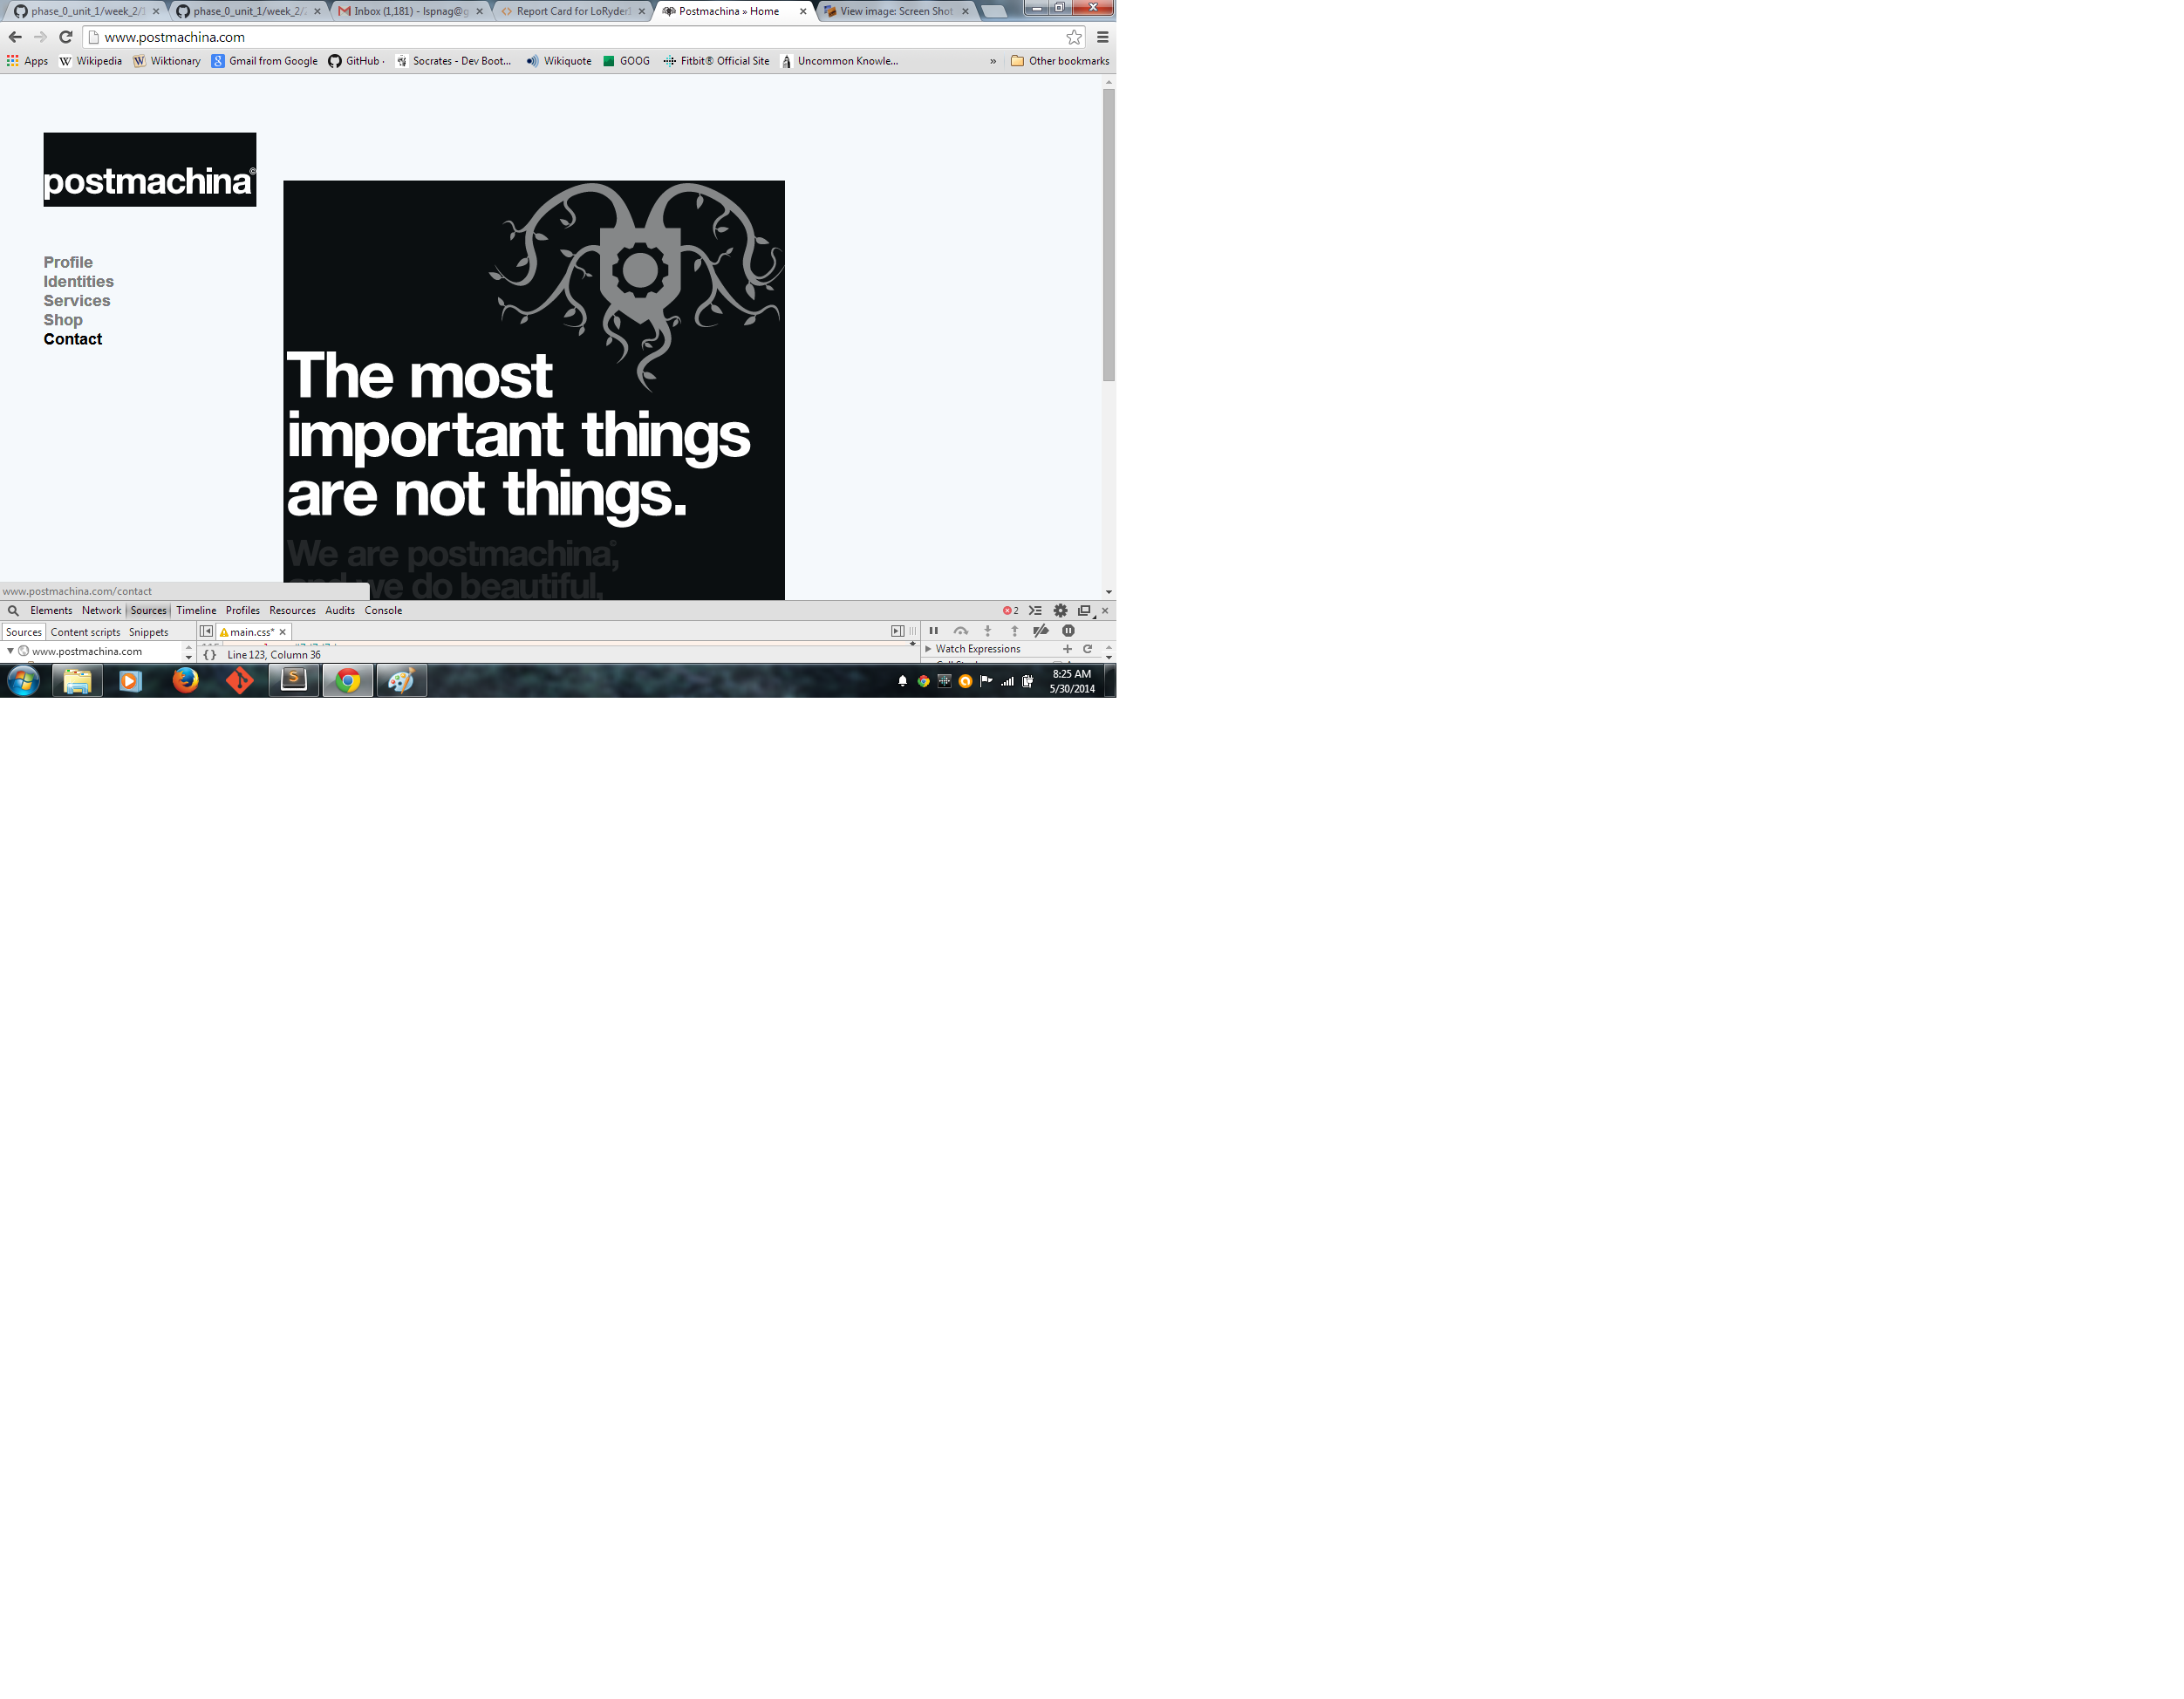 phase_0_unit_1/week_2/
phase_0_unit_1/week_2/
Inbox (1,181) - lspnag@g
Report Card for LoRyder
Postmachina » Home
View image: Screen Shot
www.postmachina.com
Apps
Wikipedia
Wiktionary
Gmail from Google
GitHub ·
Socrates - Dev Boot...
Wikiquote
GOOG
Fitbit® Official Site
Uncommon Knowle...
»
Other bookmarks
postmachina©
Profile
Identities
Services
Shop
Contact
The most
important things
are not things.
We are postmachina,
and we do beautiful,
www.postmachina.com/contact
Elements Network Sources Timeline Profiles Resources Audits Console
2
Sources Content scripts Snippets
main.css*
www.postmachina.com
{ } Line 123, Column 36
Watch Expressions
8:25 AM
5/30/2014